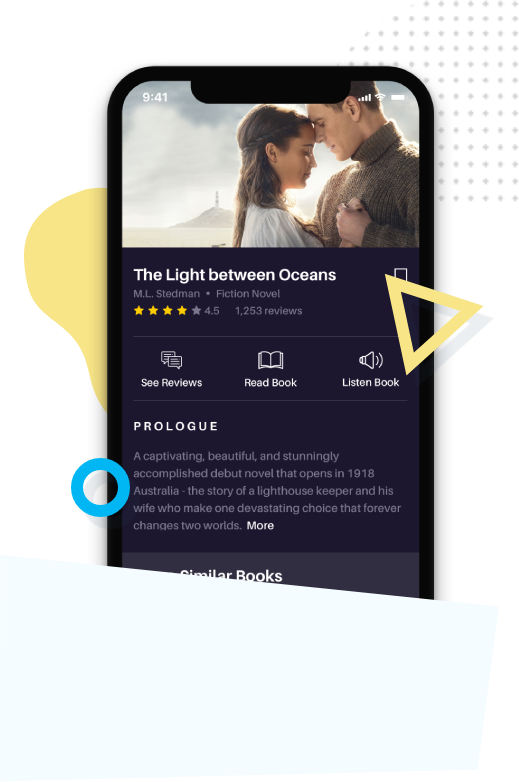 9:41
The Light between Oceans
M.L. Stedman • Fiction Novel
4.5 1,253 reviews
See Reviews Read Book Listen Book
PROLOGUE
A captivating, beautiful, and stunningly
accomplished debut novel that opens in 1918
Australia - the story of a lighthouse keeper and his
wife who make one devastating choice that forever
changes two worlds. More
Similar Books